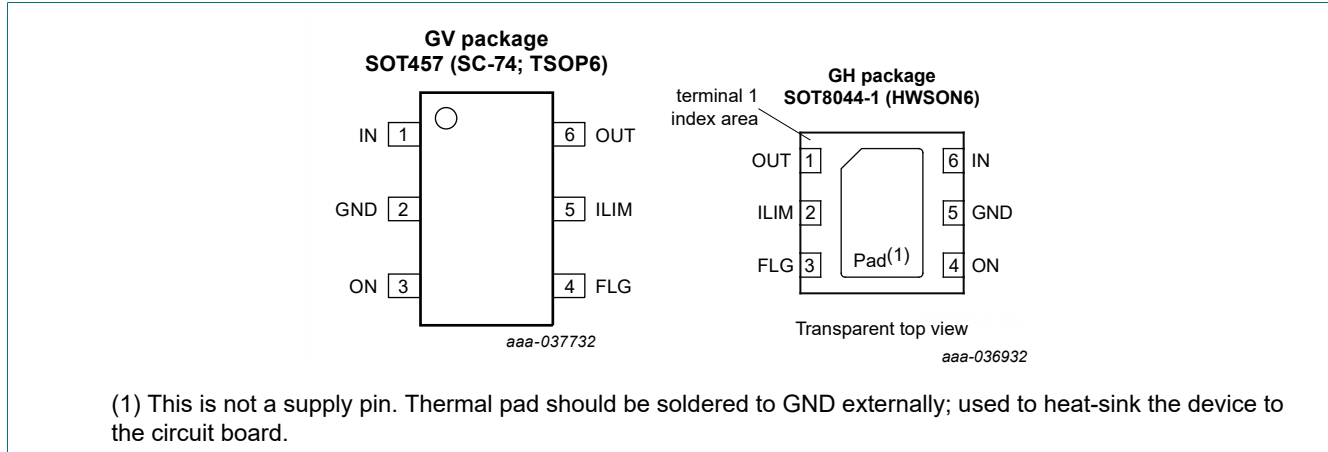 GV package
SOT457 (SC-74; TSOP6)
IN 1
6 OUT
GND 2
5 ILIM
ON 3
4 FLG
aaa-037732
GH package
SOT8044-1 (HWSON6)
terminal 1
index area
OUT 1
6 IN
ILIM 2
5 GND
FLG 3
Pad(1)
4 ON
Transparent top view
aaa-036932
(1) This is not a supply pin. Thermal pad should be soldered to GND externally; used to heat-sink the device to
the circuit board.